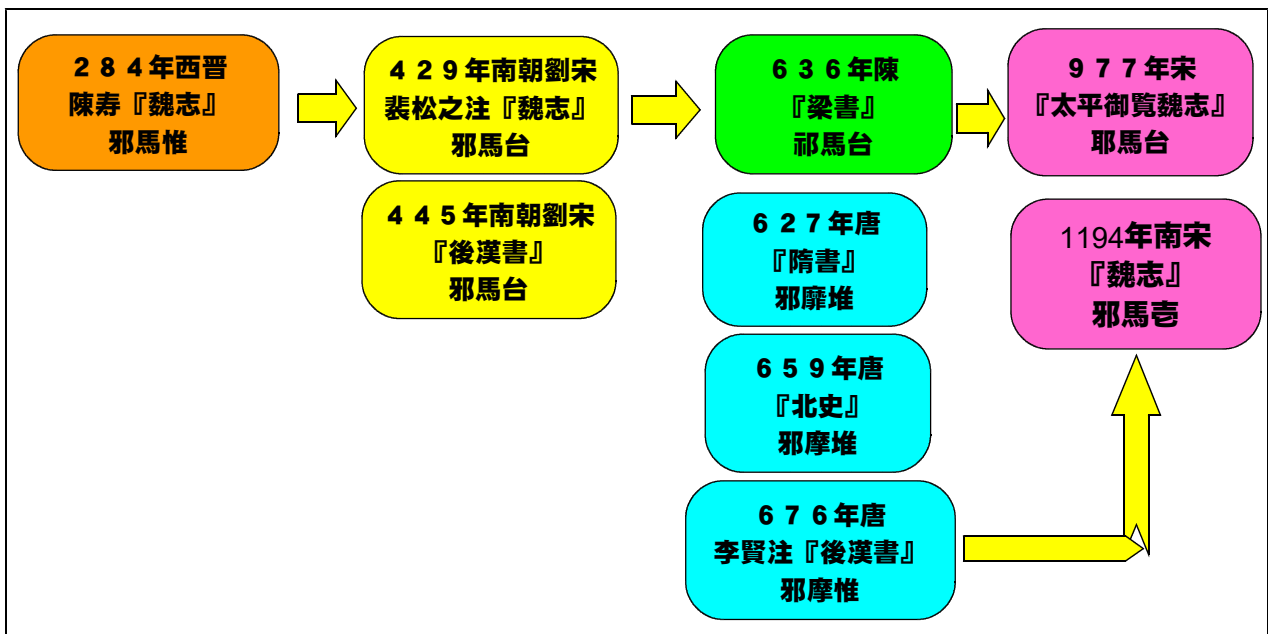 ２８４年西晋
陳寿『魏志』
邪馬惟
４２９年南朝劉宋
裴松之注『魏志』
邪馬台
４４５年南朝劉宋
『後漢書』
邪馬台
６３６年陳
『梁書』
祁馬台
６２７年唐
『隋書』
邪靡堆
６５９年唐
『北史』
邪摩堆
６７６年唐
李賢注『後漢書』
邪摩惟
９７７年宋
『太平御覧魏志』
耶馬台
1194年南宋
『魏志』
邪馬壱